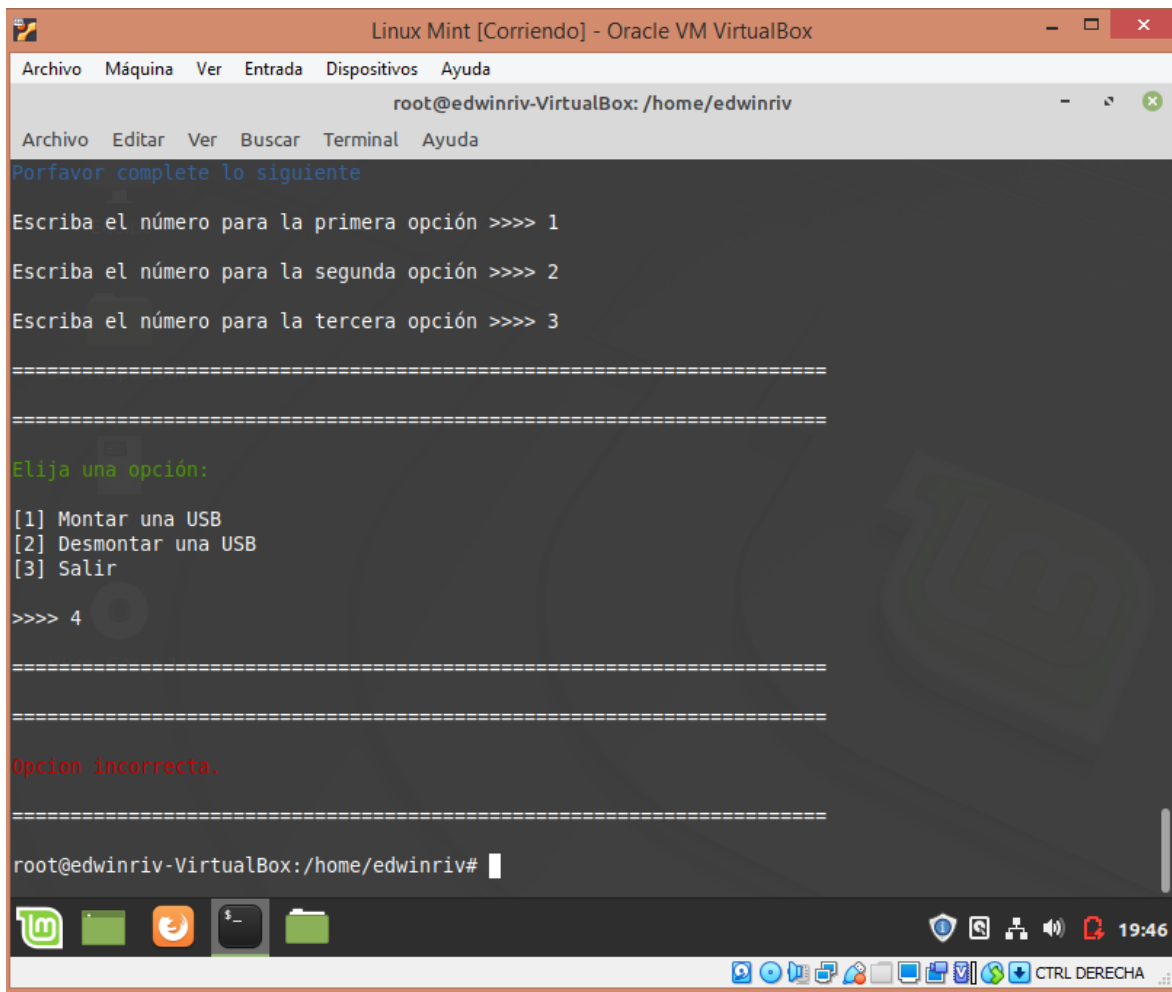 Linux Mint [Corriendo] - Oracle VM VirtualBox
Archivo Máquina Ver Entrada Dispositivos Ayuda
root@edwinriv-VirtualBox: /home/edwinriv
Archivo Editar Ver Buscar Terminal Ayuda
Porfavor complete lo siguiente
Escriba el número para la primera opción >>>> 1
Escriba el número para la segunda opción >>>> 2
Escriba el número para la tercera opción >>>> 3
======================================================================
======================================================================
Elija una opción:
[1] Montar una USB
[2] Desmontar una USB
[3] Salir
>>>> 4
======================================================================
======================================================================
Opcion incorrecta.
======================================================================
root@edwinriv-VirtualBox:/home/edwinriv#
19:46
CTRL DERECHA